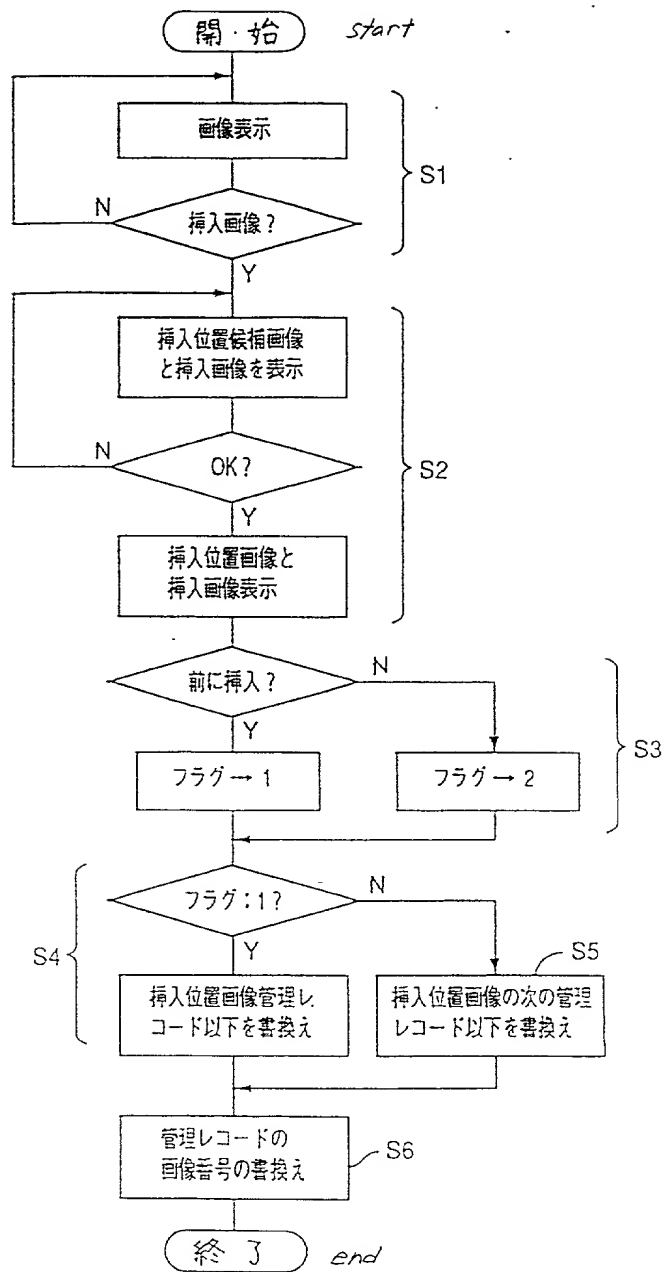 開・始 start
画像表示
S1
N
挿入画像？
Y
挿入位置候補画像
と挿入画像を表示
N
OK？
S2
Y
挿入位置画像と
挿入画像表示
前に挿入？
N
Y
S3
フラグ→1
フラグ→2
フラグ：1？
N
S4
Y
S5
挿入位置画像管理レ
コード以下を書換え
挿入位置画像の次の管理
レコード以下を書換え
管理レコードの
画像番号の書換え
S6
終了 end